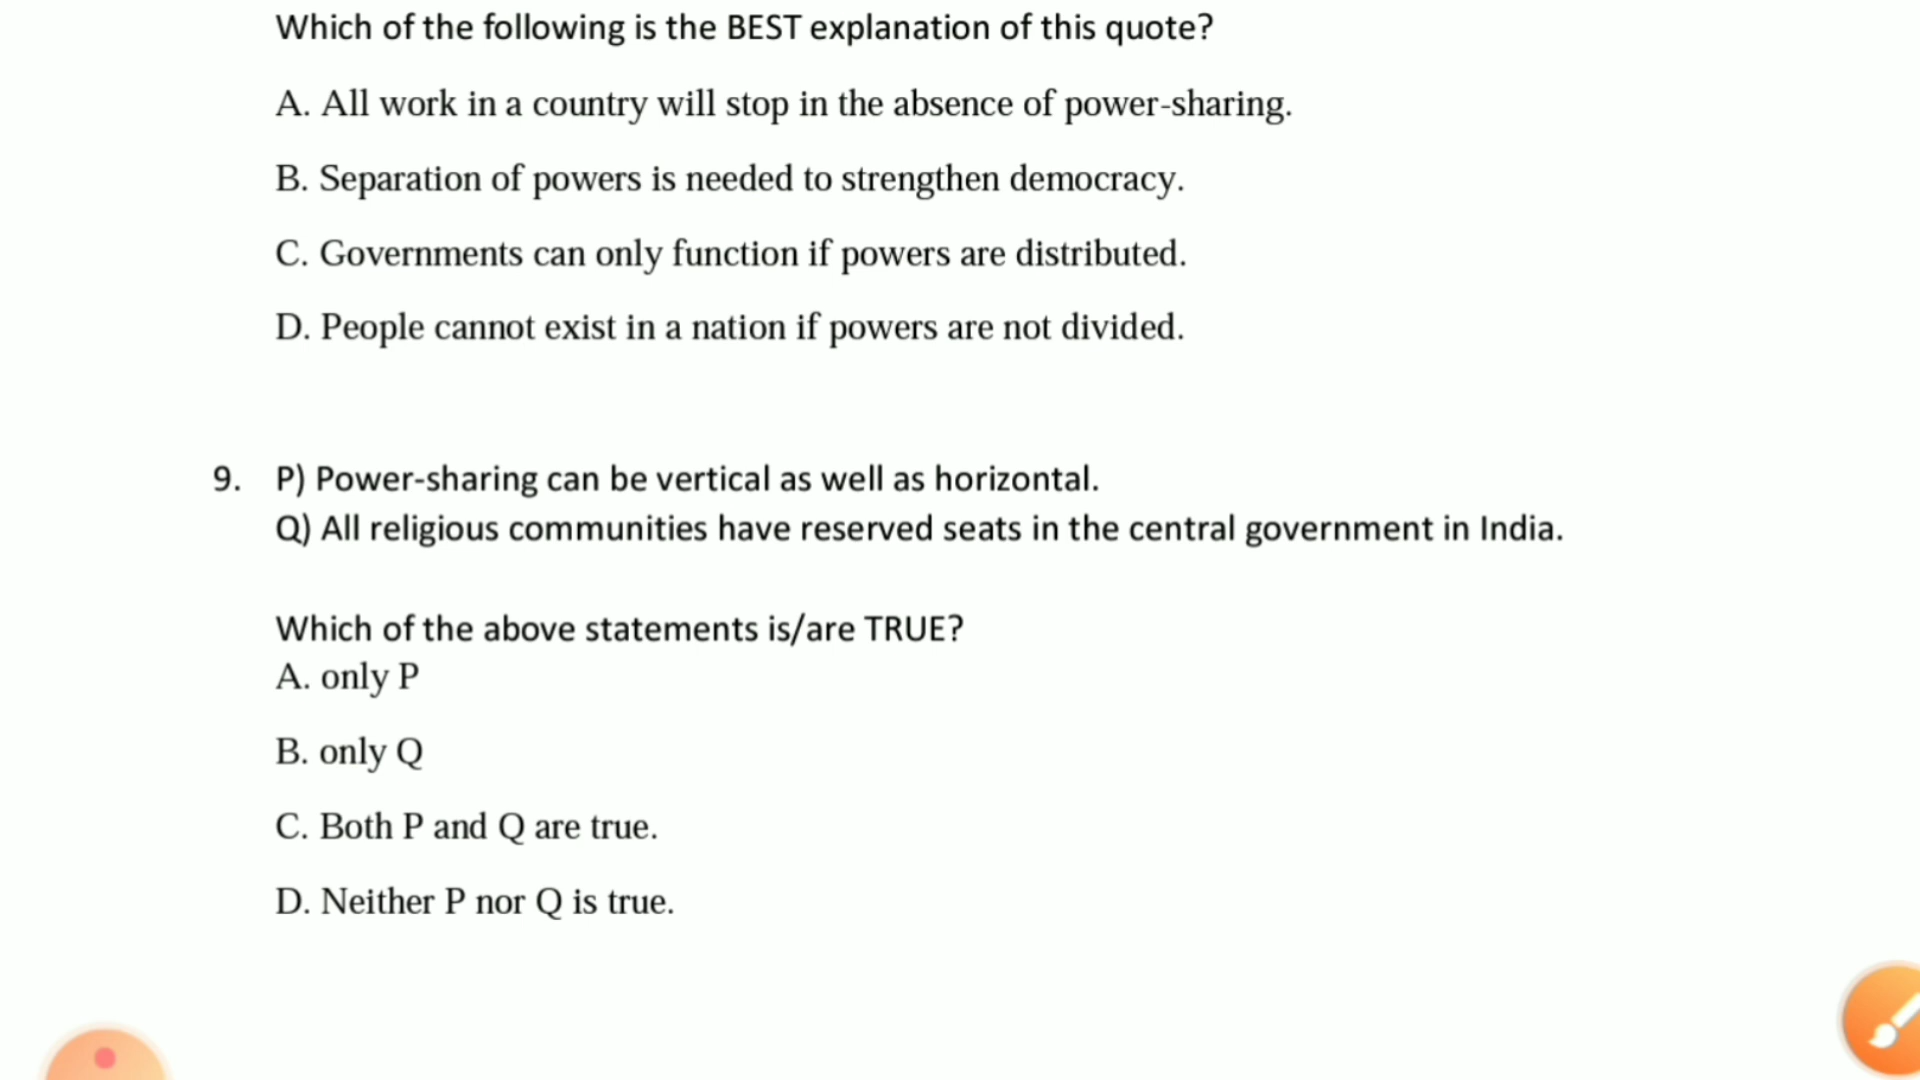 Which of the following is the BEST explanation of this quote?
A. All work in a country will stop in the absence of power-sharing.
B. Separation of powers is needed to strengthen democracy.
C. Governments can only function if powers are distributed.
D. People cannot exist in a nation if powers are not divided.
9. P) Power-sharing can be vertical as well as horizontal.
Q) All religious communities have reserved seats in the central government in India.
Which of the above statements is/are TRUE?
A. only P
B. only Q
C. Both P and Q are true.
D. Neither P nor Q is true.